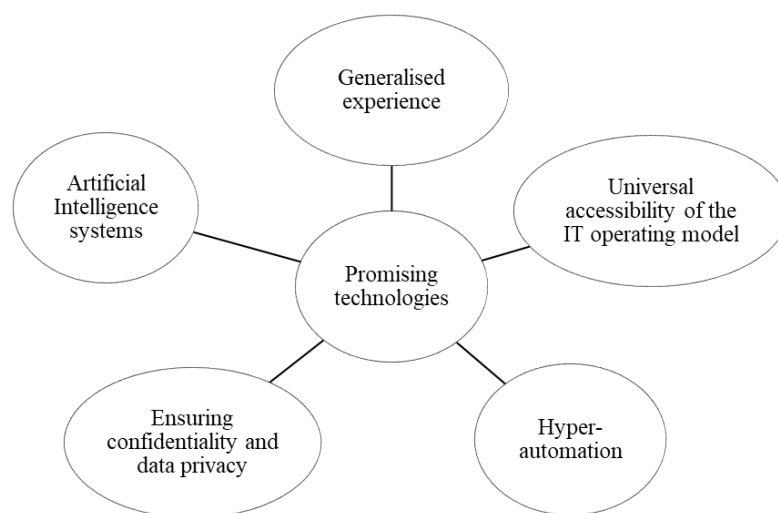 Generalised
experience
Artificial
Intelligence
systems
Universal
accessibility of the
IT operating model
Promising
technologies
Ensuring
confidentiality and
data privacy
Hyper-
automation